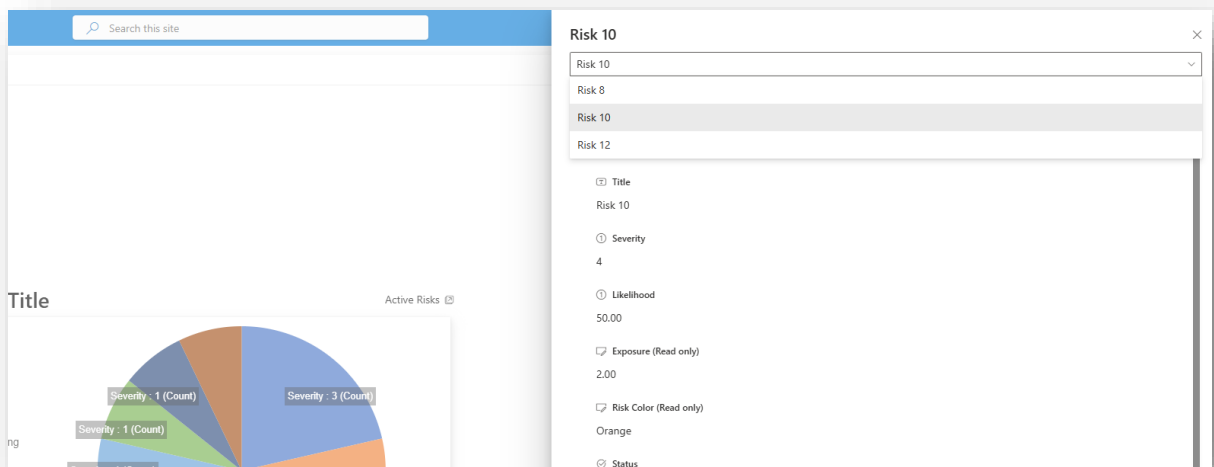 Search this site
Title
Active Risks
Severity : 1 (Count)
Severity : 3 (Count)
Severity : 1 (Count)
ng
Risk 10
Risk 10
Risk 8
Risk 10
Risk 12
Title
Risk 10
Severity
4
Likelihood
50.00
Exposure (Read only)
2.00
Risk Color (Read only)
Orange
Status